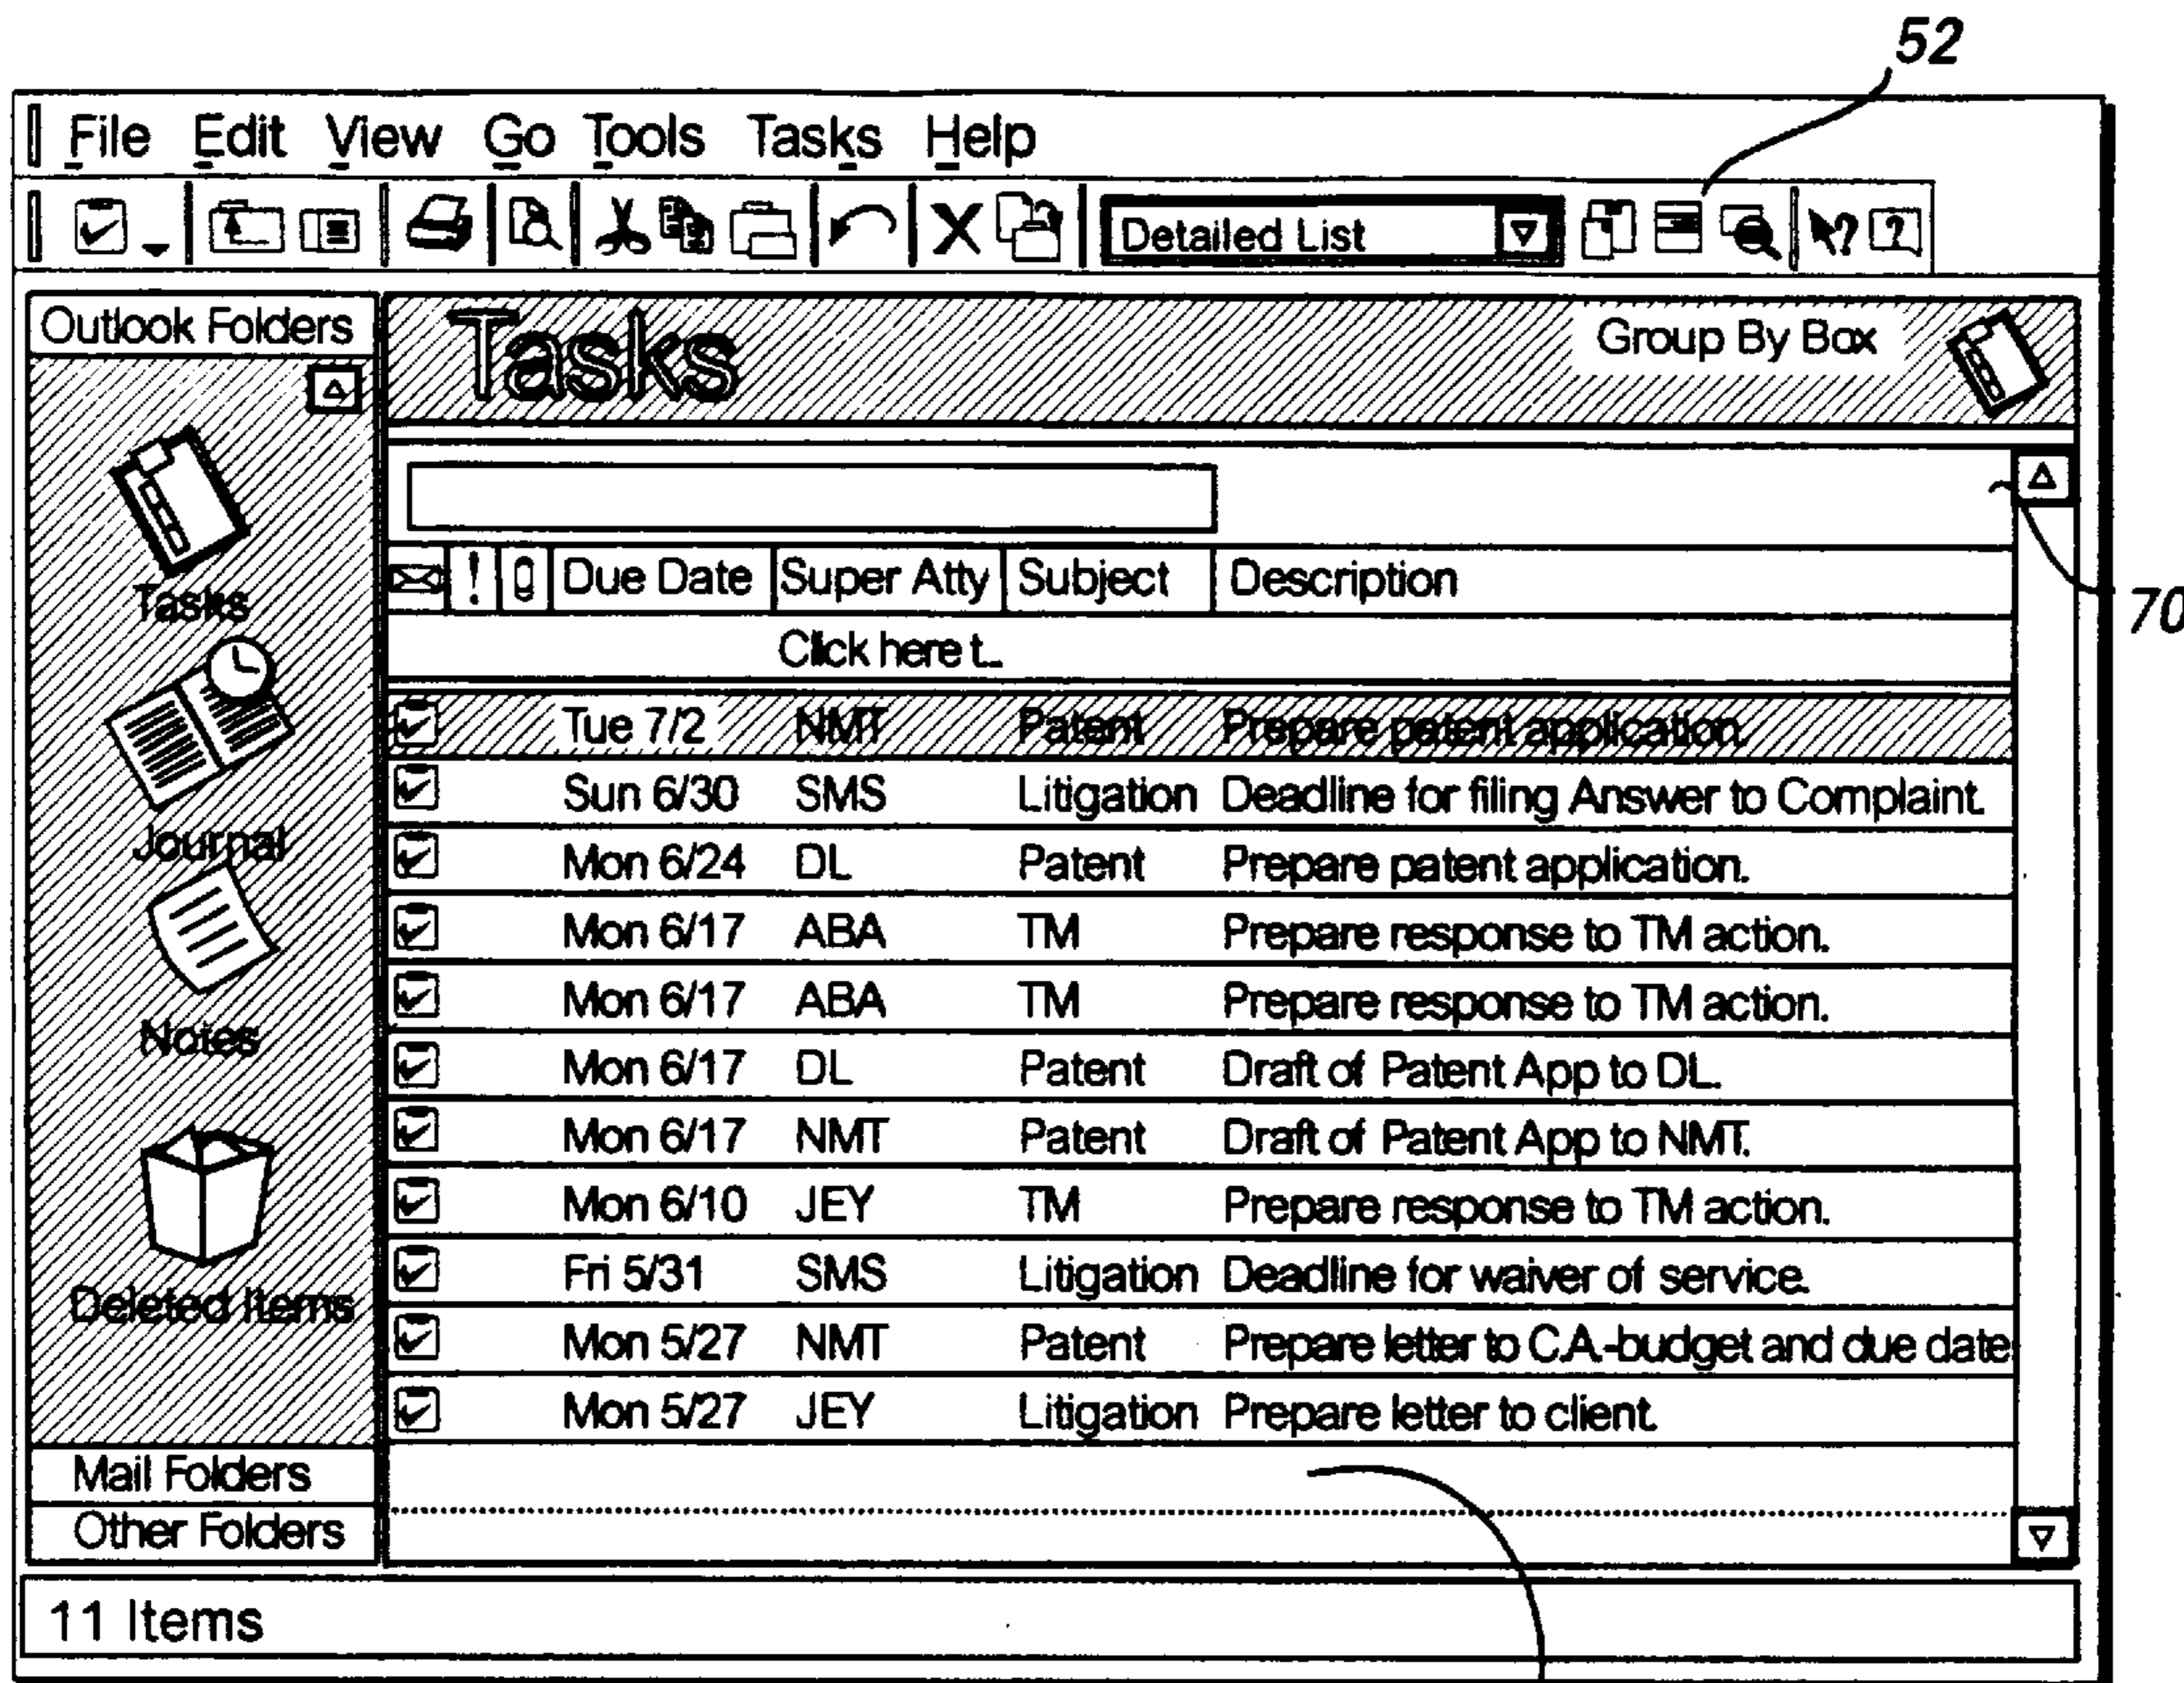 52
File Edit View Go Tools Tasks Help
Detailed List
Outlook Folders
Tasks
Group By Box
Tasks
Journal
Notes
Deleted Items
Mail Folders
Other Folders
! Due Date Super Atty Subject Description
70
Click here t...
Tue 7/2 NMT Patent Prepare patent application.
Sun 6/30 SMS Litigation Deadline for filing Answer to Complaint.
Mon 6/24 DL Patent Prepare patent application.
Mon 6/17 ABA TM Prepare response to TM action.
Mon 6/17 ABA TM Prepare response to TM action.
Mon 6/17 DL Patent Draft of Patent App to DL.
Mon 6/17 NMT Patent Draft of Patent App to NMT.
Mon 6/10 JEY TM Prepare response to TM action.
Fri 5/31 SMS Litigation Deadline for waiver of service.
Mon 5/27 NMT Patent Prepare letter to C.A.-budget and due date
Mon 5/27 JEY Litigation Prepare letter to client.
11 Items